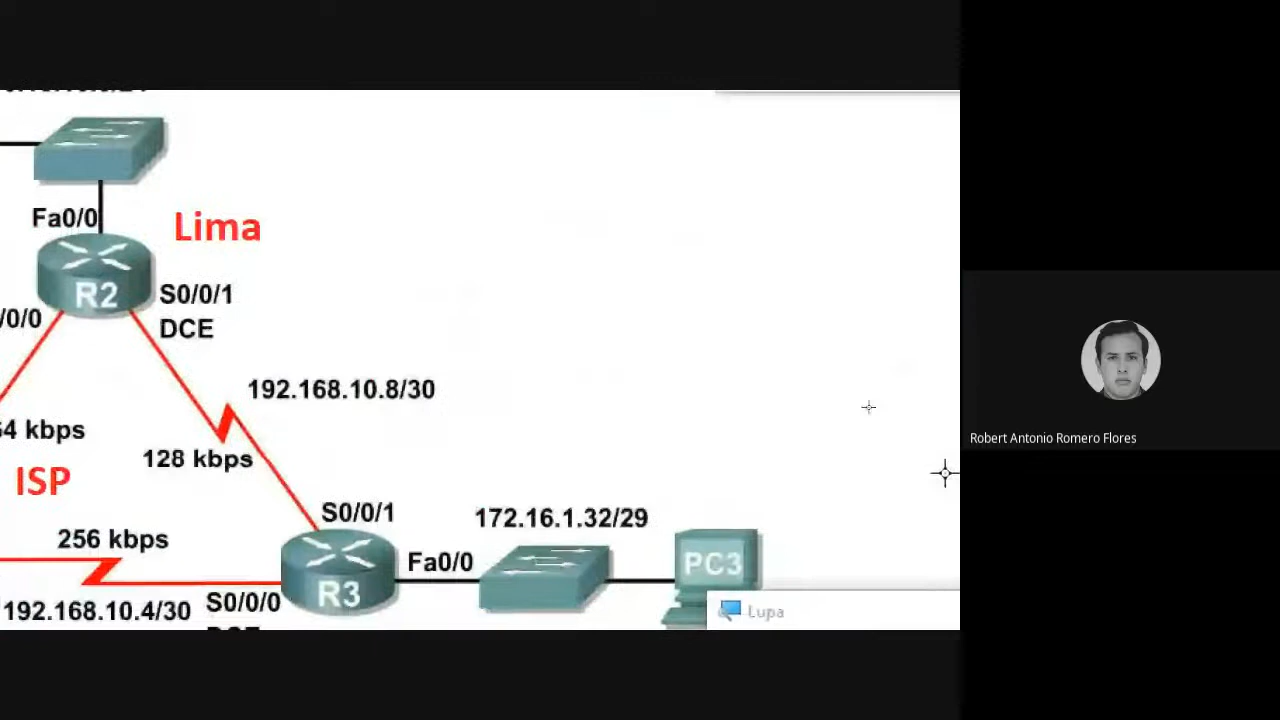 Fa0/0
Lima
R2
S0/0/1
/0/0
DCE
192.168.10.8/30
kbps
128 kbps
ISP
S0/0/1
172.16.1.32/29
256 kbps
Fa0/0
PC3
R3
192.168.10.4/30
S0/0/0
Lupa
Robert Antonio Romero Flores